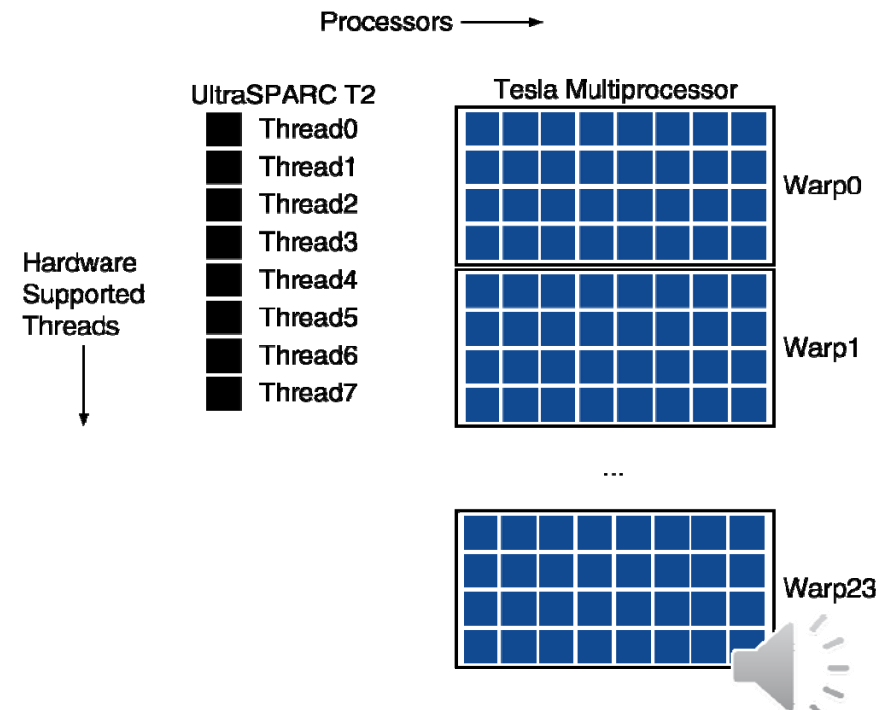 Processors
UltraSPARC T2
Tesla Multiprocessor
Thread0
Thread1
Thread2
Thread3
Thread4
Thread5
Thread6
Thread7
Hardware
Supported
Threads
Warp0
Warp1
...
Warp23